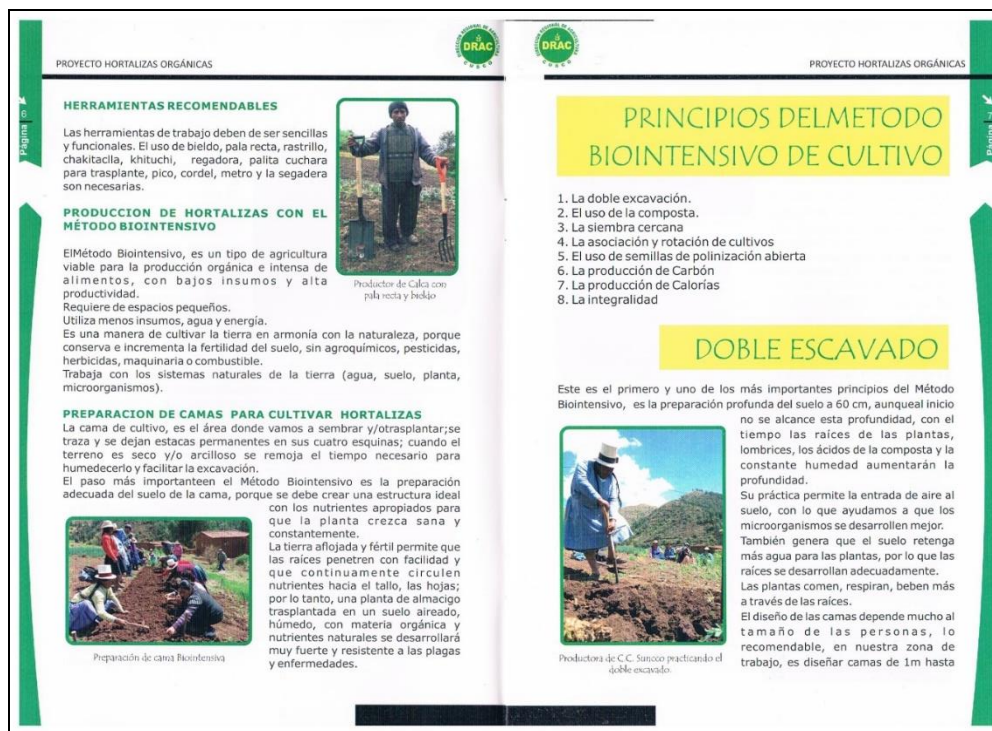 DIRECCIÓN REGIONAL DE AGRICULTURA
DRAC
CUSCO
PROYECTO HORTALIZAS ORGÁNICAS
Página 6
HERRAMIENTAS RECOMENDABLES
Las herramientas de trabajo deben de ser sencillas
y funcionales. El uso de bieldo, pala recta, rastrillo,
chakitaclla, khituchi, regadora, palita cuchara
para trasplante, pico, cordel, metro y la segadera
son necesarias.
PRODUCCION DE HORTALIZAS CON EL
MÉTODO BIOINTENSIVO
ElMétodo Biointensivo, es un tipo de agricultura
viable para la producción orgánica e intensa de
alimentos, con bajos insumos y alta
productividad.
Productor de Calca con
pala recta y bieldo
Requiere de espacios pequeños.
Utiliza menos insumos, agua y energía.
Es una manera de cultivar la tierra en armonía con la naturaleza, porque
conserva e incrementa la fertilidad del suelo, sin agroquímicos, pesticidas,
herbicidas, maquinaria o combustible.
Trabaja con los sistemas naturales de la tierra (agua, suelo, planta,
microorganismos).
PREPARACION DE CAMAS PARA CULTIVAR HORTALIZAS
La cama de cultivo, es el área donde vamos a sembrar y/otrasplantar;se
traza y se dejan estacas permanentes en sus cuatro esquinas; cuando el
terreno es seco y/o arcilloso se remoja el tiempo necesario para
humedecerlo y facilitar la excavación.
El paso más importanteen el Método Biointensivo es la preparación
adecuada del suelo de la cama, porque se debe crear una estructura ideal
con los nutrientes apropiados para
que la planta crezca sana y
constantemente.
La tierra aflojada y fértil permite que
las raíces penetren con facilidad y
que continuamente circulen
nutrientes hacia el tallo, las hojas;
por lo tanto, una planta de almacigo
trasplantada en un suelo aireado,
húmedo, con materia orgánica y
nutrientes naturales se desarrollará
muy fuerte y resistente a las plagas
y enfermedades.
Preparación de cama Biointensiva
DRAC
CUSCO
PROYECTO HORTALIZAS ORGÁNICAS
Página 7
PRINCIPIOS DELMETODO
BIOINTENSIVO DE CULTIVO
1. La doble excavación.
2. El uso de la composta.
3. La siembra cercana
4. La asociación y rotación de cultivos
5. El uso de semillas de polinización abierta
6. La producción de Carbón
7. La producción de Calorías
8. La integralidad
DOBLE ESCAVADO
Este es el primero y uno de los más importantes principios del Método
Biointensivo, es la preparación profunda del suelo a 60 cm, aunqueal inicio
no se alcance esta profundidad, con el
tiempo las raíces de las plantas,
lombrices, los ácidos de la composta y la
constante humedad aumentarán la
profundidad.
Su práctica permite la entrada de aire al
suelo, con lo que ayudamos a que los
microorganismos se desarrollen mejor.
También genera que el suelo retenga
más agua para las plantas, por lo que las
raíces se desarrollan adecuadamente.
Las plantas comen, respiran, beben más
a través de las raíces.
El diseño de las camas depende mucho al
tamaño de las personas, lo
recomendable, en nuestra zona de
trabajo, es diseñar camas de 1m hasta
Productora de C.C. Suncco practicando el
doble excavado.